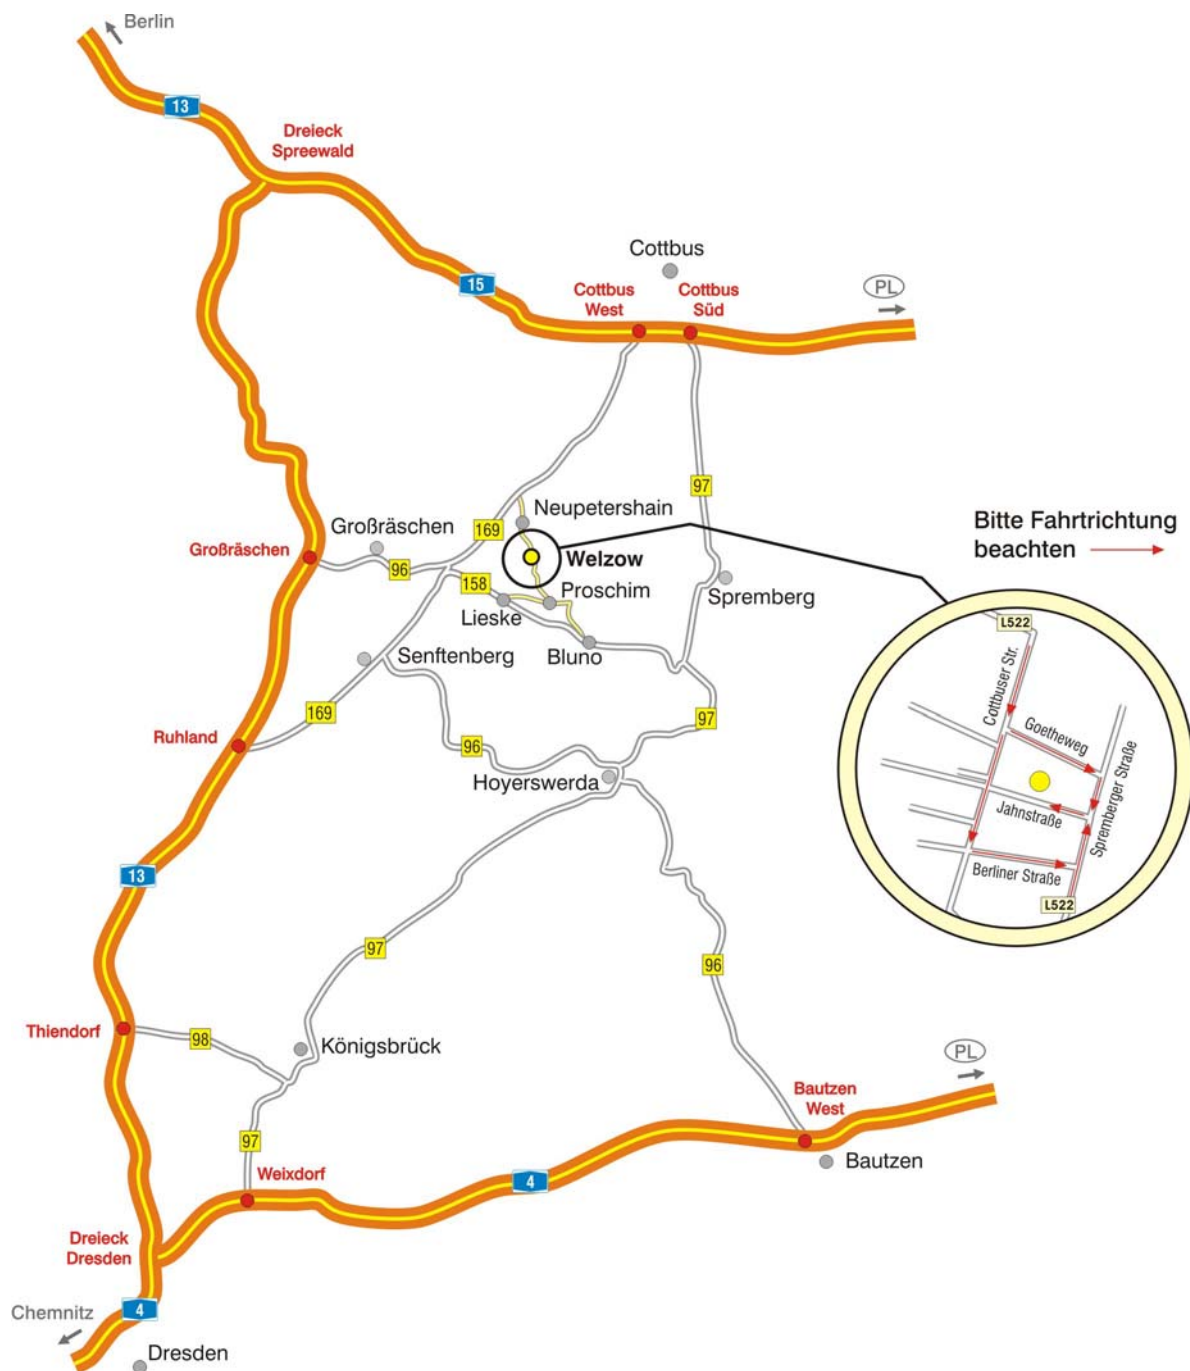 Berlin
13
Dreieck
Spreewald
Cottbus
15
Cottbus
West
Cottbus
Süd
PL
97
Neupetershain
169
Großräschen
Großräschen
96
Welzow
158
Proschim
Lieske
Spremberg
Senftenberg
Bluno
Bitte Fahrtrichtung
beachten
L522
Cottbuser Str.
Goetheweg
Spremberger Straße
Jahnstraße
Berliner Straße
L522
169
97
Ruhland
96
Hoyerswerda
13
97
96
Thiendorf
98
Königsbrück
PL
Bautzen
West
97
Bautzen
Weixdorf
4
Dreieck
Dresden
Chemnitz
4
Dresden